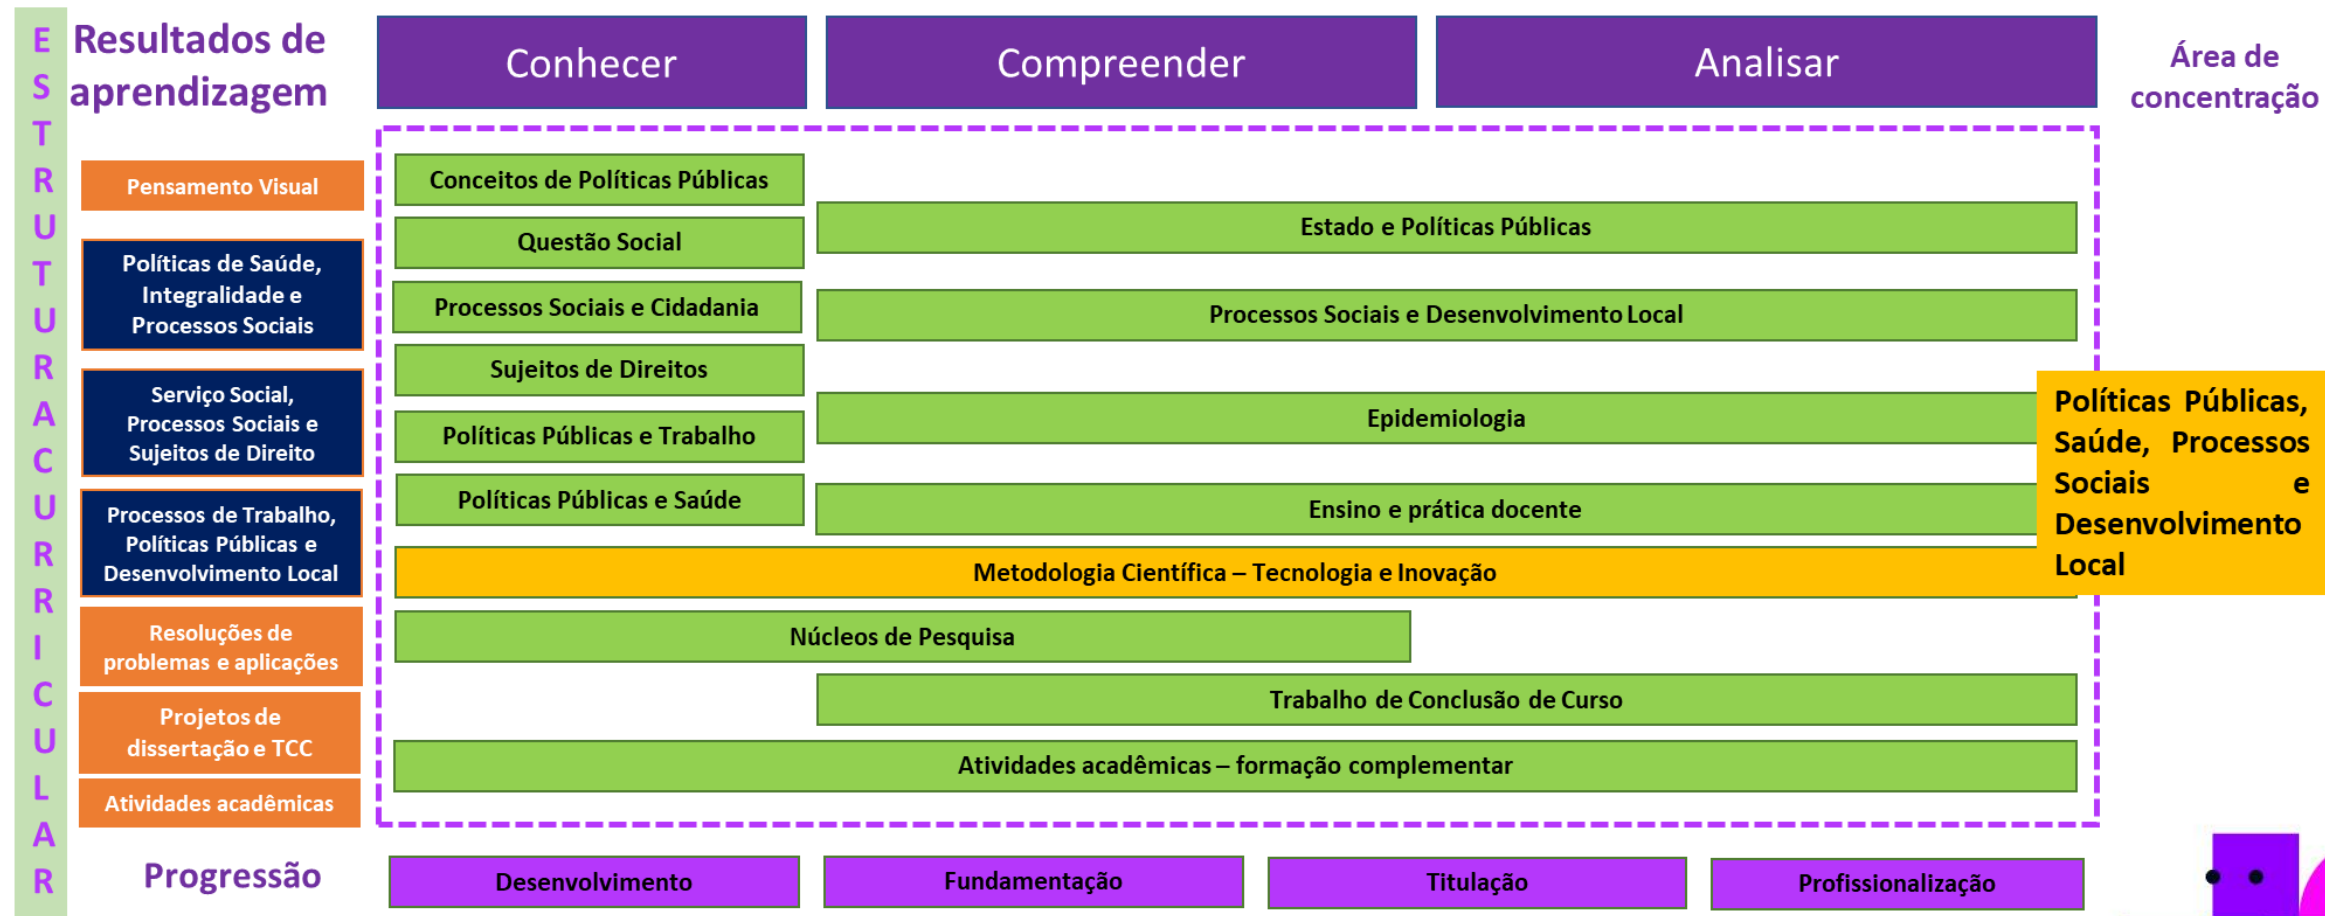 ESTRUTURA CURRICULAR
Resultados de
aprendizagem
Conhecer
Compreender
Analisar
Área de
concentração
Pensamento Visual
Políticas de Saúde,
Integralidade e
Processos Sociais
Serviço Social,
Processos Sociais e
Sujeitos de Direito
Processos de Trabalho,
Políticas Públicas e
Desenvolvimento Local
Resoluções de
problemas e aplicações
Projetos de
dissertação e TCC
Atividades acadêmicas
Conceitos de Políticas Públicas
Questão Social
Processos Sociais e Cidadania
Sujeitos de Direitos
Políticas Públicas e Trabalho
Políticas Públicas e Saúde
Estado e Políticas Públicas
Processos Sociais e Desenvolvimento Local
Epidemiologia
Ensino e prática docente
Metodologia Científica – Tecnologia e Inovação
Núcleos de Pesquisa
Trabalho de Conclusão de Curso
Atividades acadêmicas – formação complementar
Políticas Públicas,
Saúde, Processos
Sociais e
Desenvolvimento
Local
Progressão
Desenvolvimento
Fundamentação
Titulação
Profissionalização